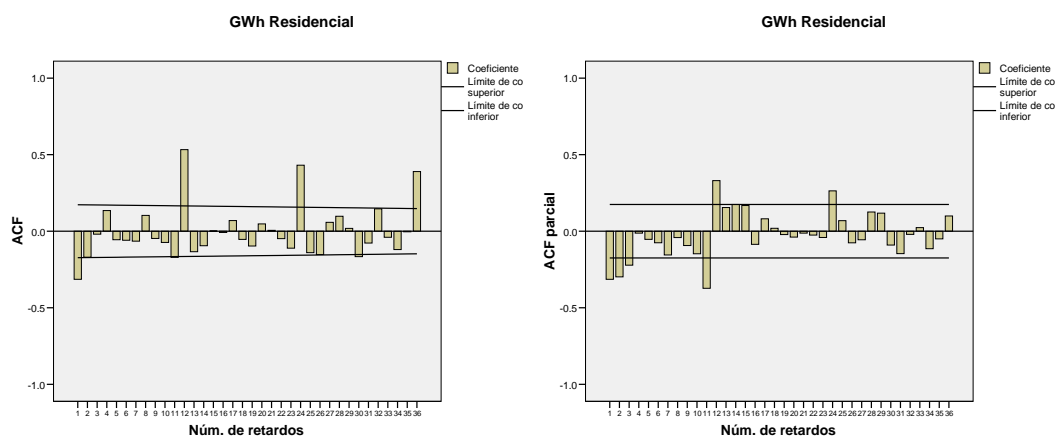 GWh Residencial
Coeficiente
Límite de co
superior
Límite de co
inferior
1.0
0.5
0.0
-0.5
-1.0
ACF
1 2 3 4 5 6 7 8 9 10 11 12 13 14 15 16 17 18 19 20 21 22 23 24 25 26 27 28 29 30 31 32 33 34 35 36
Núm. de retardos
GWh Residencial
Coeficiente
Límite de co
superior
Límite de co
inferior
1.0
0.5
0.0
-0.5
-1.0
ACF parcial
1 2 3 4 5 6 7 8 9 10 11 12 13 14 15 16 17 18 19 20 21 22 23 24 25 26 27 28 29 30 31 32 33 34 35 36
Núm. de retardos